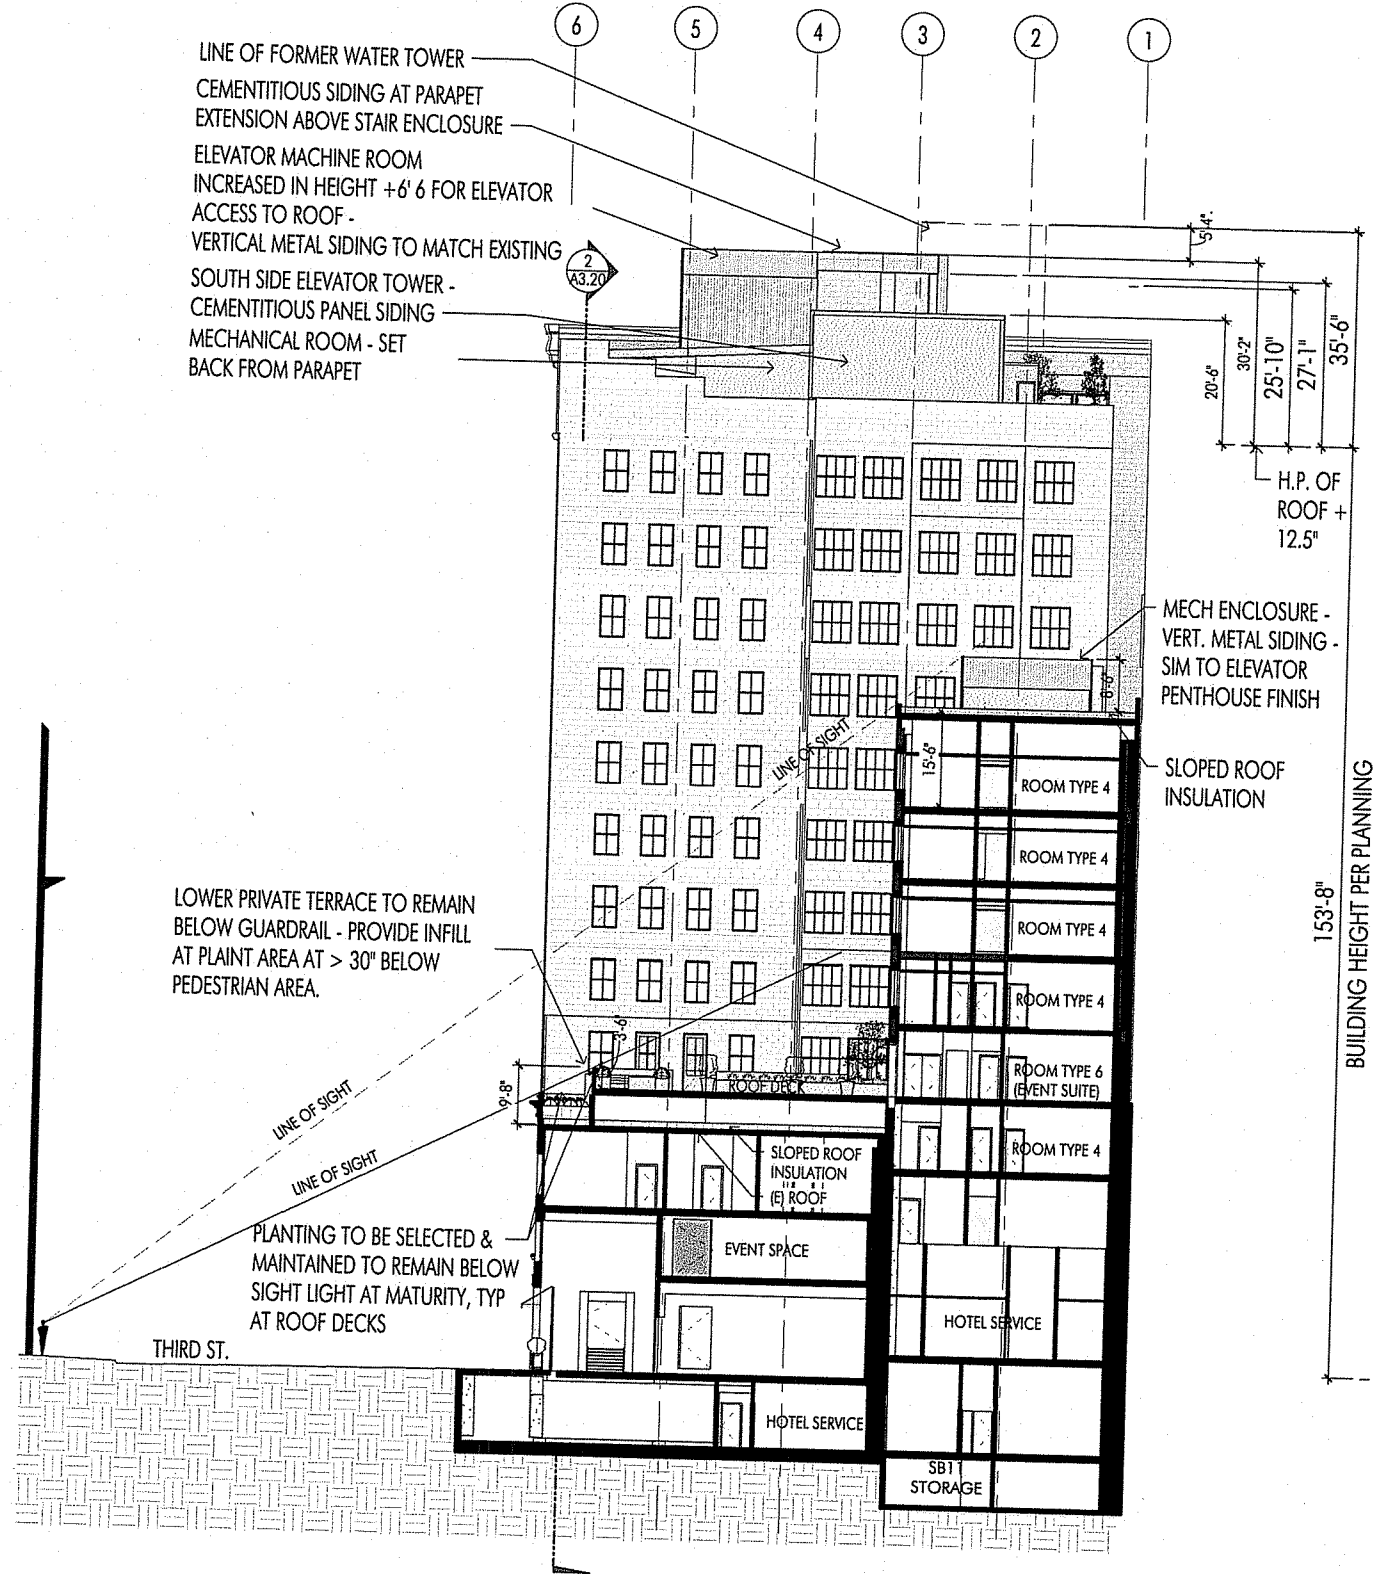 6
5
4
3
2
1
LINE OF FORMER WATER TOWER
CEMENTITIOUS SIDING AT PARAPET
EXTENSION ABOVE STAIR ENCLOSURE
ELEVATOR MACHINE ROOM
INCREASED IN HEIGHT +6' 6 FOR ELEVATOR
ACCESS TO ROOF -
VERTICAL METAL SIDING TO MATCH EXISTING
SOUTH SIDE ELEVATOR TOWER -
CEMENTITIOUS PANEL SIDING
MECHANICAL ROOM - SET
BACK FROM PARAPET
2
A3.20
5'-4".
20'-6"
30'-2"
25'-10"
27'-1"
35'-6"
H.P. OF
ROOF +
12.5"
MECH ENCLOSURE -
VERT. METAL SIDING -
SIM TO ELEVATOR
PENTHOUSE FINISH
8'-6"
SLOPED ROOF
INSULATION
153'-8"
BUILDING HEIGHT PER PLANNING
LINE OF SIGHT
15'-6"
ROOM TYPE 4
ROOM TYPE 4
ROOM TYPE 4
ROOM TYPE 4
ROOM TYPE 6
(EVENT SUITE)
ROOM TYPE 4
LOWER PRIVATE TERRACE TO REMAIN
BELOW GUARDRAIL - PROVIDE INFILL
AT PLAINT AREA AT > 30" BELOW
PEDESTRIAN AREA.
3'-6"
9'-8"
ROOF DECK
LINE OF SIGHT
LINE OF SIGHT
SLOPED ROOF
INSULATION
(E) ROOF
PLANTING TO BE SELECTED &
MAINTAINED TO REMAIN BELOW
SIGHT LIGHT AT MATURITY, TYP
AT ROOF DECKS
EVENT SPACE
HOTEL SERVICE
THIRD ST.
HOTEL SERVICE
SB11
STORAGE